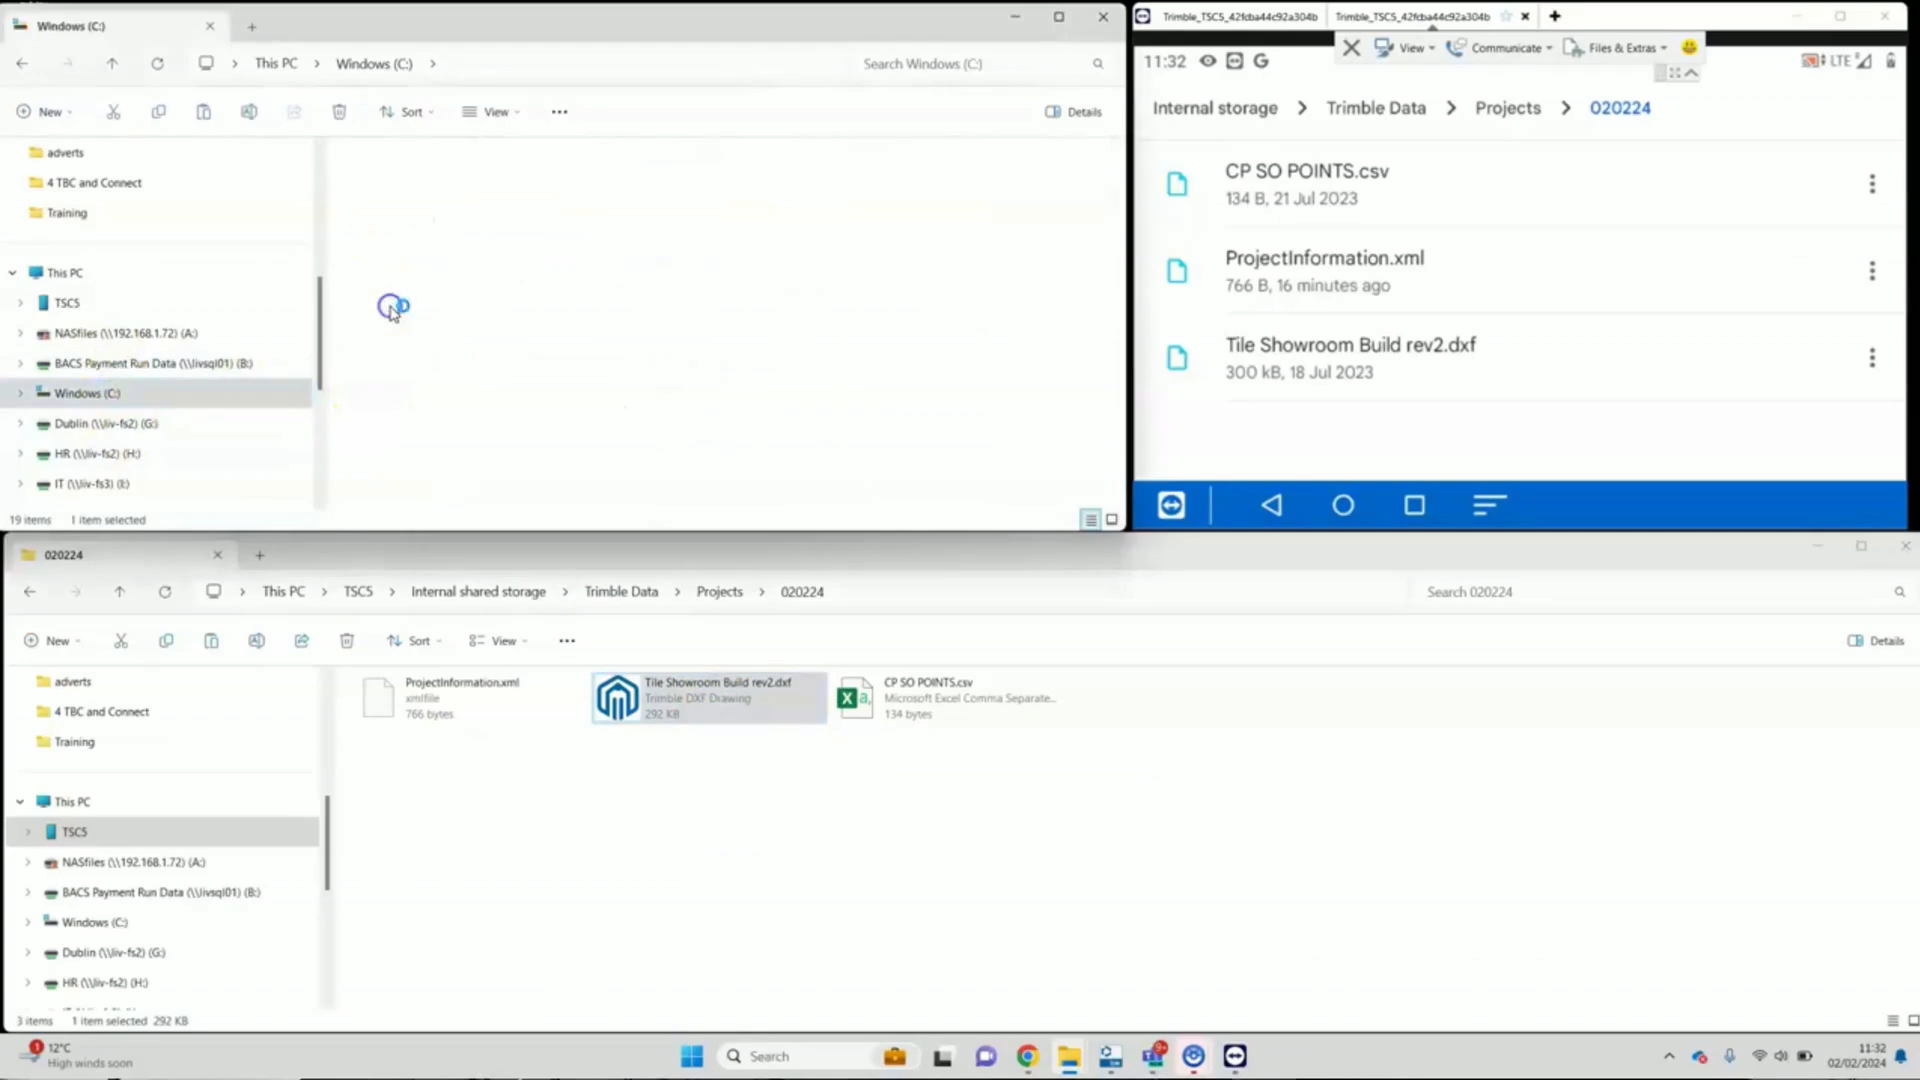 Windows (C:)
This PC > Windows (C:) >
Search Windows (C:)
New
Sort
View
Details
adverts
4 TBC and Connect
Training
This PC
TSC5
NASfiles (\\192.168.1.72) (A:)
BACS Payment Run Data (\\livsql01) (B:)
Windows (C:)
Dublin (\\liv-fs2) (G:)
HR (\\liv-fs2) (H:)
IT (\\liv-fs3) (I:)
19 items 1 item selected
Trimble_TSC5_42fcba44c92a304b
Trimble_TSC5_42fcba44c92a304b
View
Communicate
Files & Extras
11:32
LTE
Internal storage > Trimble Data > Projects > 020224
CP SO POINTS.csv
134 B, 21 Jul 2023
ProjectInformation.xml
766 B, 16 minutes ago
Tile Showroom Build rev2.dxf
300 kB, 18 Jul 2023
020224
This PC > TSC5 > Internal shared storage > Trimble Data > Projects > 020224
Search 020224
New
Sort
View
Details
adverts
4 TBC and Connect
Training
This PC
TSC5
NASfiles (\\192.168.1.72) (A:)
BACS Payment Run Data (\\livsql01) (B:)
Windows (C:)
Dublin (\\liv-fs2) (G:)
HR (\\liv-fs2) (H:)
ProjectInformation.xml
xmlfile
766 bytes
Tile Showroom Build rev2.dxf
Trimble DXF Drawing
292 KB
CP SO POINTS.csv
Microsoft Excel Comma Separate...
134 bytes
3 items 1 item selected 292 KB
1
12°C
High winds soon
Search
9+
11:32
02/02/2024